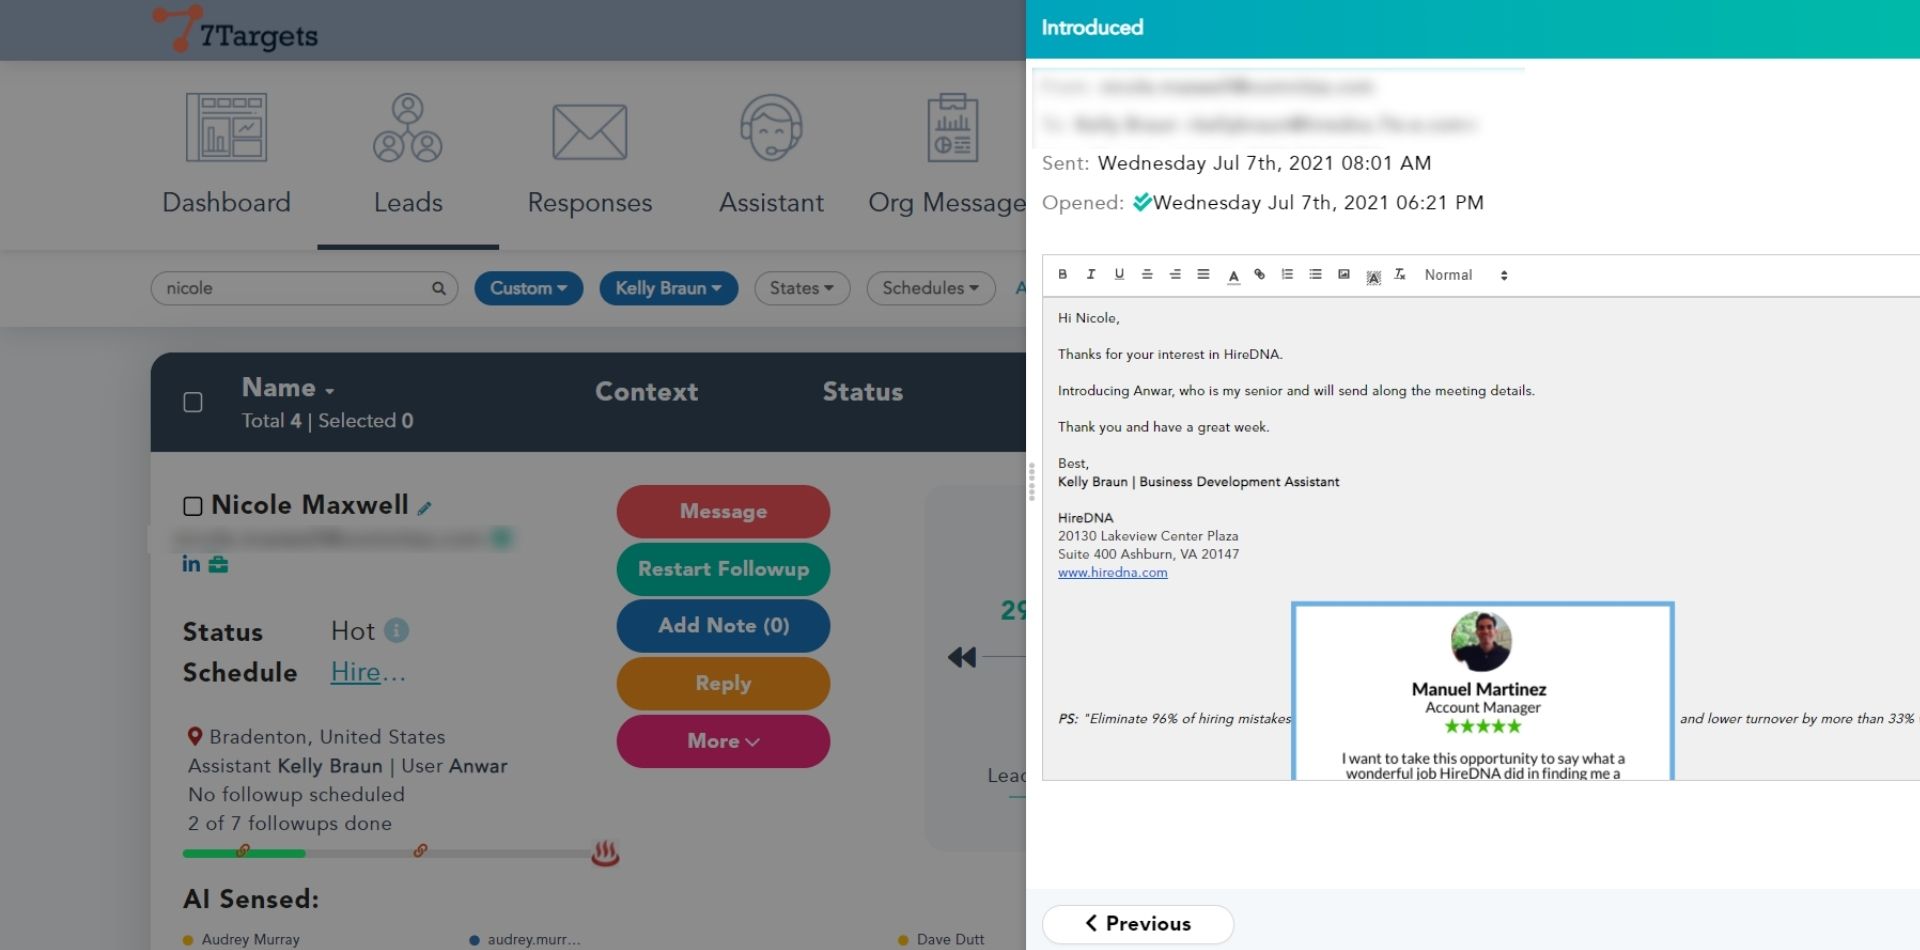 7Targets
Dashboard
Leads
Responses
Assistant
Org Message
nicole
Custom
Kelly Braun
States
Schedules
A
Name
Total 4 | Selected 0
Context
Status
Nicole Maxwell
in
Status Hot
Schedule Hire...
Bradenton, United States
Assistant Kelly Braun | User Anwar
No followup scheduled
2 of 7 followups done
AI Sensed:
Audrey Murray
audrey.murr...
Dave Dutt
Message
Restart Followup
Add Note (0)
Reply
More
29
Lead
Introduced
Sent: Wednesday Jul 7th, 2021 08:01 AM
Opened: Wednesday Jul 7th, 2021 06:21 PM
B I U A Normal
Hi Nicole,
Thanks for your interest in HireDNA.
Introducing Anwar, who is my senior and will send along the meeting details.
Thank you and have a great week.
Best,
Kelly Braun | Business Development Assistant
HireDNA
20130 Lakeview Center Plaza
Suite 400 Ashburn, VA 20147
www.hiredna.com
Manuel Martinez
Account Manager
PS: "Eliminate 96% of hiring mistakes and lower turnover by more than 33%
I want to take this opportunity to say what a
wonderful job HireDNA did in finding me a
Previous